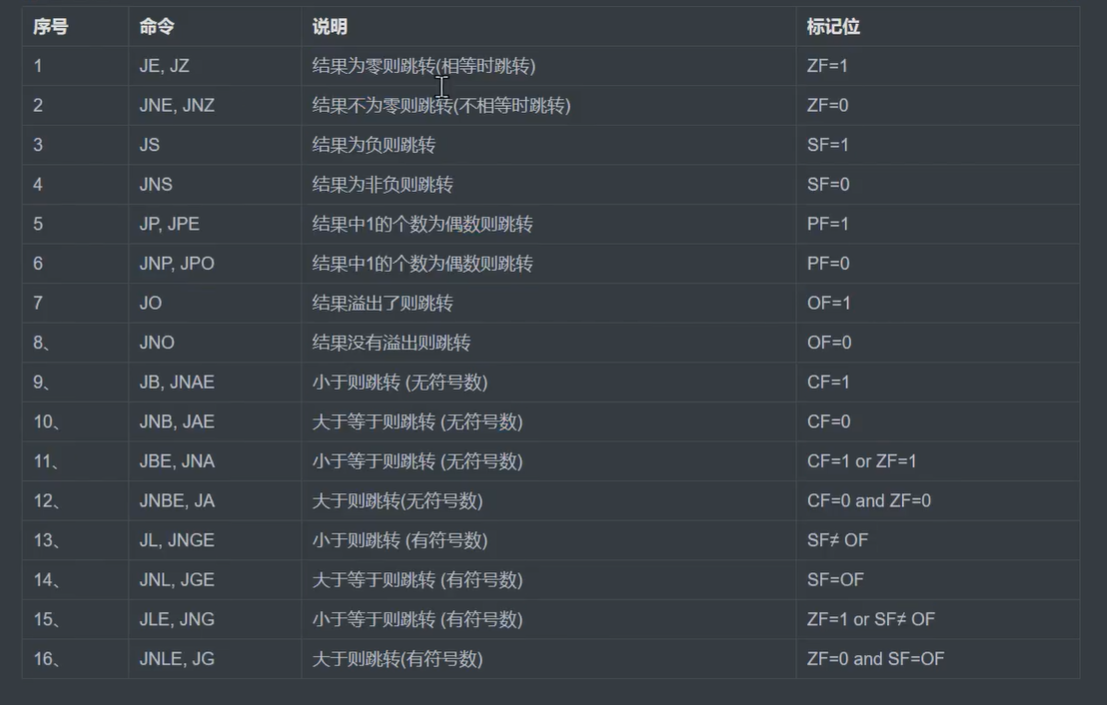 序号 命令 说明 标记位
1 JE, JZ 结果为零则跳转(相等时跳转) ZF=1
2 JNE, JNZ 结果不为零则跳转(不相等时跳转) ZF=0
3 JS 结果为负则跳转 SF=1
4 JNS 结果为非负则跳转 SF=0
5 JP, JPE 结果中1的个数为偶数则跳转 PF=1
6 JNP, JPO 结果中1的个数为偶数则跳转 PF=0
7 JO 结果溢出了则跳转 OF=1
8、 JNO 结果没有溢出则跳转 OF=0
9、 JB, JNAE 小于则跳转 (无符号数) CF=1
10、 JNB, JAE 大于等于则跳转 (无符号数) CF=0
11、 JBE, JNA 小于等于则跳转 (无符号数) CF=1 or ZF=1
12、 JNBE, JA 大于则跳转(无符号数) CF=0 and ZF=0
13、 JL, JNGE 小于则跳转 (有符号数) SF≠ OF
14、 JNL, JGE 大于等于则跳转 (有符号数) SF=OF
15、 JLE, JNG 小于等于则跳转 (有符号数) ZF=1 or SF≠ OF
16、 JNLE, JG 大于则跳转(有符号数) ZF=0 and SF=OF